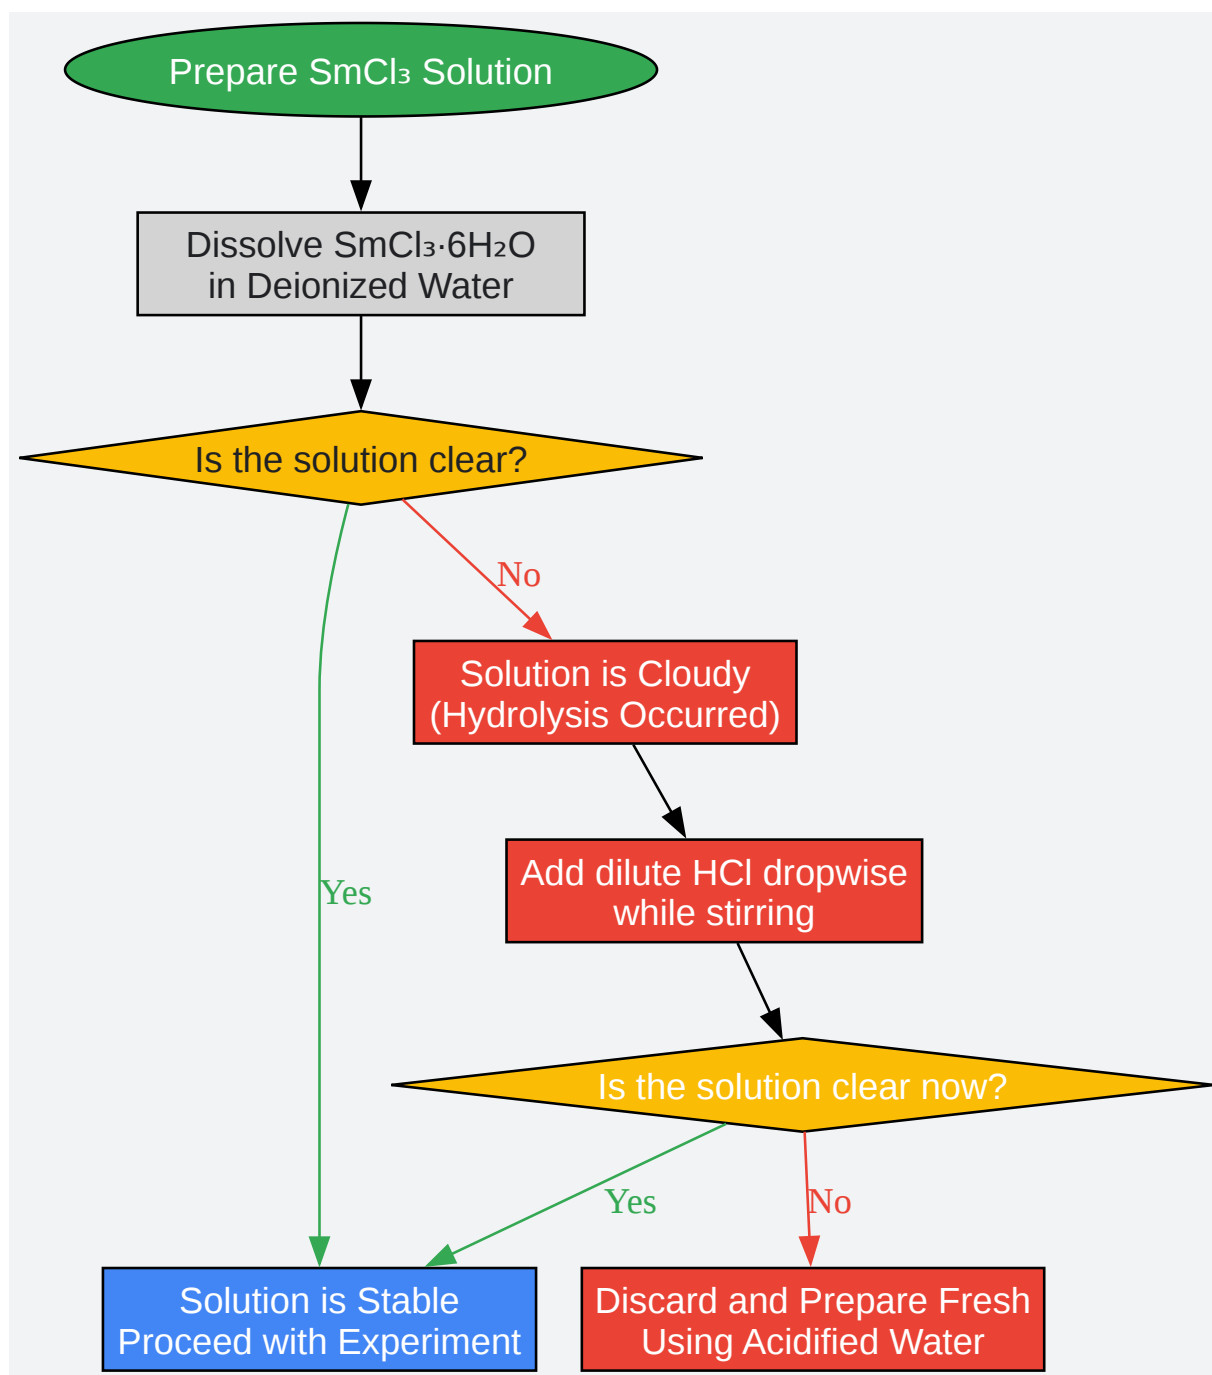 Prepare SmCl₃ Solution
Dissolve SmCl₃·6H₂O
in Deionized Water
Is the solution clear?
No
Solution is Cloudy
(Hydrolysis Occurred)
Add dilute HCl dropwise
while stirring
Yes
Is the solution clear now?
Yes
No
Solution is Stable
Proceed with Experiment
Discard and Prepare Fresh
Using Acidified Water